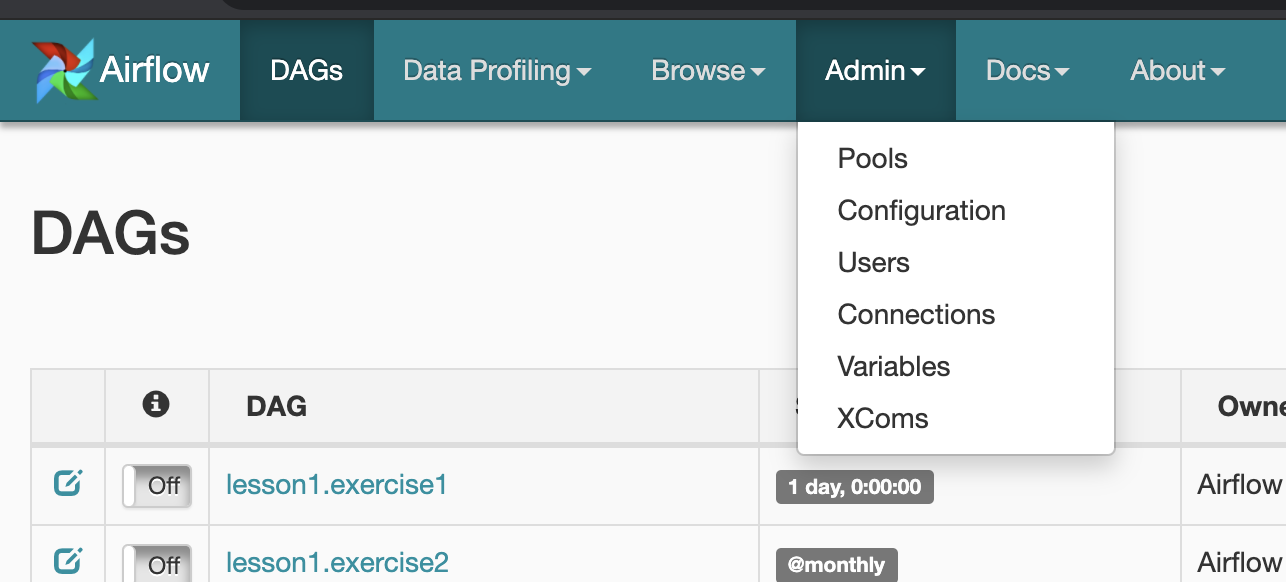 Airflow DAGs Data Profiling Browse Admin Docs About
Pools
Configuration
Users
Connections
Variables
XComs
DAGs
DAG
Off lesson1.exercise1 1 day, 0:00:00 Airflow
Off lesson1.exercise2 @monthly Airflow